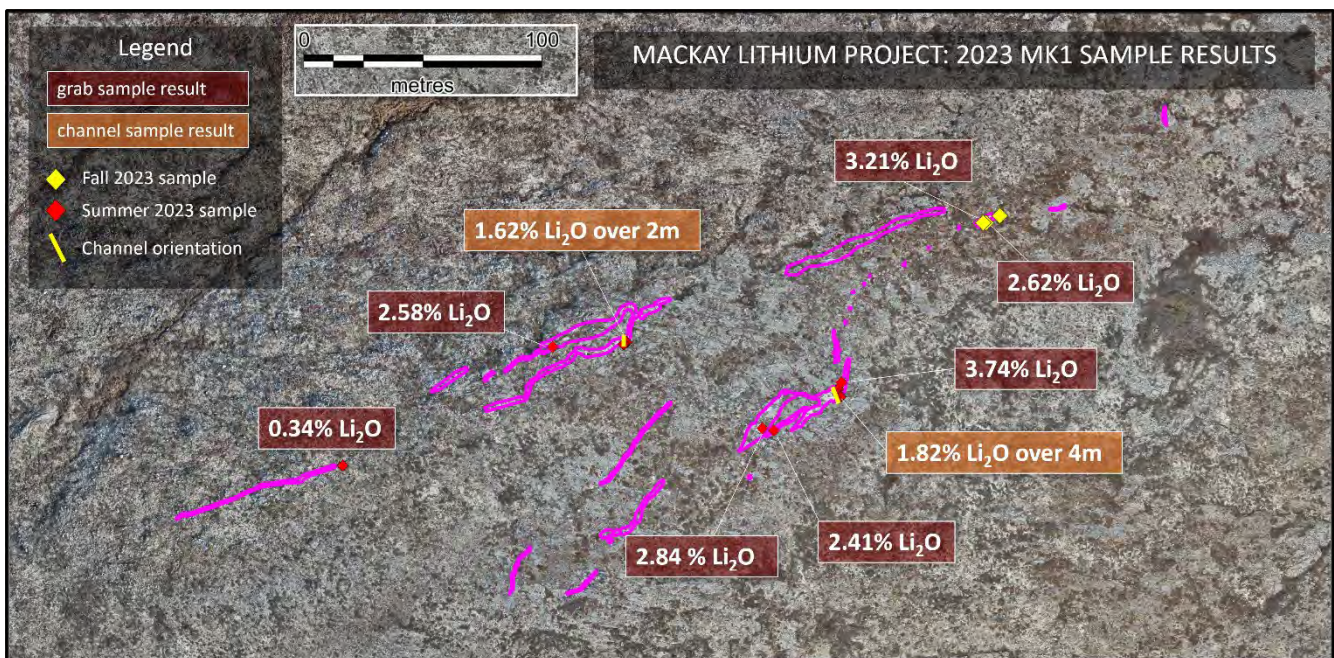 Legend
grab sample result
channel sample result
Fall 2023 sample
Summer 2023 sample
Channel orientation
0 100
metres
MACKAY LITHIUM PROJECT: 2023 MK1 SAMPLE RESULTS
3.21% Li₂O
1.62% Li₂O over 2m
2.62% Li₂O
2.58% Li₂O
3.74% Li₂O
0.34% Li₂O
1.82% Li₂O over 4m
2.84 % Li₂O
2.41% Li₂O